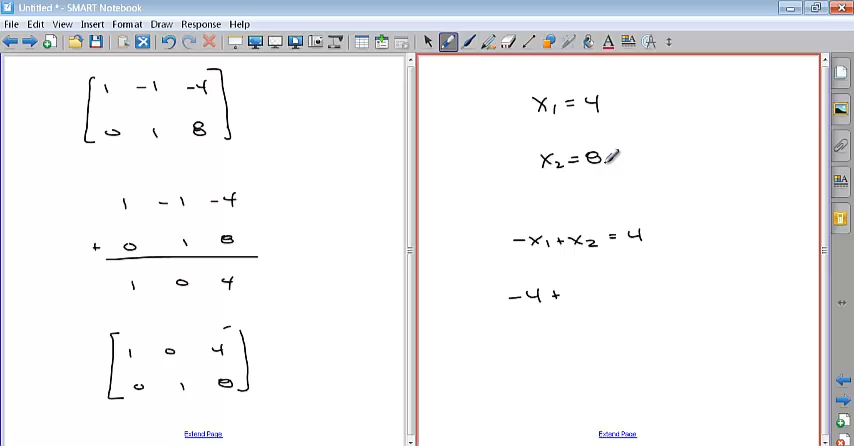 Untitled * - SMART Notebook
File Edit View Insert Format Draw Response Help
1 -1 -4
0 1 8
1 -1 -4
+ 0 1 8
1 0 4
1 0 4
0 1 8
Extend Page
x₁ = 4
x₂ = 8
-x₁ + x₂ = 4
-4 +
Extend Page